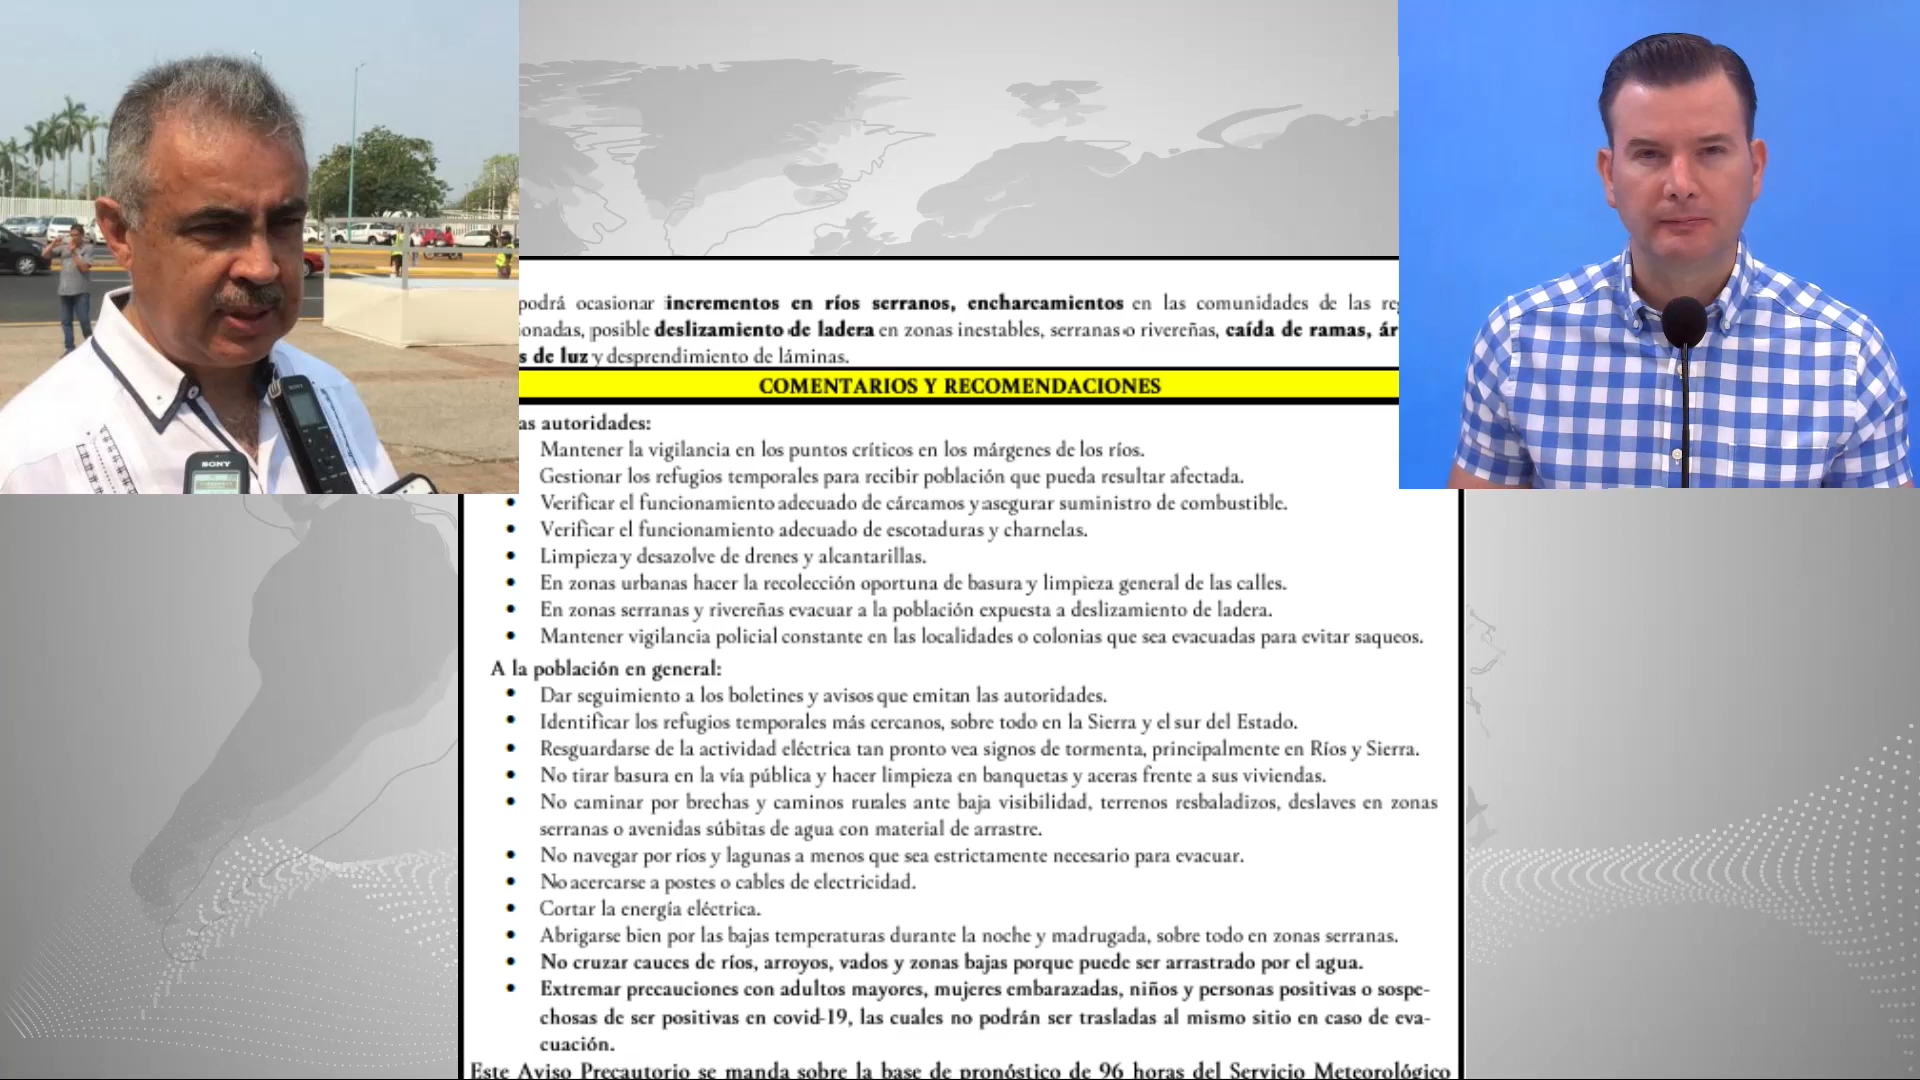 podrá ocasionar incrementos en ríos serranos, encharcamientos en las comunidades de las
ionadas, posible deslizamiento de ladera en zonas inestables, serranas o rivereñas, caída de ramas,
s de luz y desprendimiento de láminas.
COMENTARIOS Y RECOMENDACIONES
as autoridades:
Mantener la vigilancia en los puntos críticos en los márgenes de los ríos.
Gestionar los refugios temporales para recibir población que pueda resultar afectada.
• Verificar el funcionamiento adecuado de cárcamos y asegurar suministro de combustible.
• Verificar el funcionamiento adecuado de escotaduras y charnelas.
• Limpieza y desazolve de drenes y alcantarillas.
• En zonas urbanas hacer la recolección oportuna de basura y limpieza general de las calles.
• En zonas serranas y rivereñas evacuar a la población expuesta a deslizamiento de ladera.
• Mantener vigilancia policial constante en las localidades o colonias que sea evacuadas para evitar saqueos.
A la población en general:
• Dar seguimiento a los boletines y avisos que emitan las autoridades.
• Identificar los refugios temporales más cercanos, sobre todo en la Sierra y el sur del Estado.
• Resguardarse de la actividad eléctrica tan pronto vea signos de tormenta, principalmente en Ríos y Sierra.
• No tirar basura en la vía pública y hacer limpieza en banquetas y aceras frente a sus viviendas.
• No caminar por brechas y caminos rurales ante baja visibilidad, terrenos resbaladizos, deslaves en zonas
serranas o avenidas súbitas de agua con material de arrastre.
• No navegar por ríos y lagunas a menos que sea estrictamente necesario para evacuar.
• No acercarse a postes o cables de electricidad.
• Cortar la energía eléctrica.
• Abrigarse bien por las bajas temperaturas durante la noche y madrugada, sobre todo en zonas serranas.
• No cruzar cauces de ríos, arroyos, vados y zonas bajas porque puede ser arrastrado por el agua.
• Extremar precauciones con adultos mayores, mujeres embarazadas, niños y personas positivas o sospe-
chosas de ser positivas en covid-19, las cuales no podrán ser trasladas al mismo sitio en caso de eva-
cuación.
Este Aviso Precautorio se manda sobre la base de pronóstico de 96 horas del Servicio Meteorológico
SONY
SONY